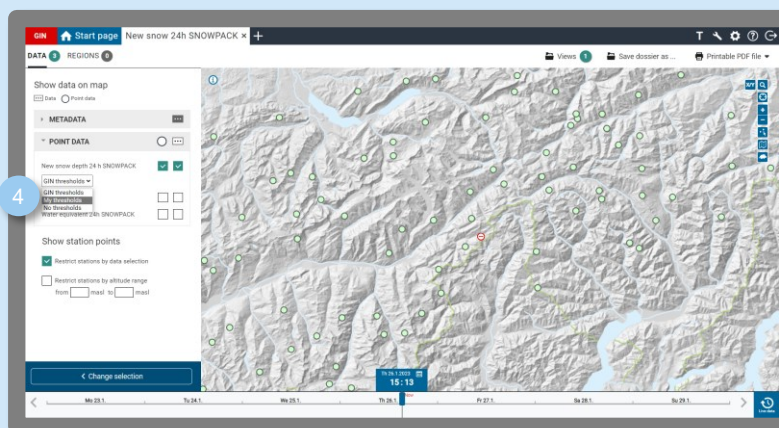 GIN Start page New snow 24h SNOWPACK × +
T
DATA 3 REGIONS 0 Views 1 Save dossier as ... Printable PDF file
Show data on map
Data Point data
METADATA
POINT DATA
New snow depth 24 h SNOWPACK
GIN thresholds
GIN thresholds
My thresholds
No thresholds
Water equivalent 24h SNOWPACK
4
Show station points
Restrict stations by data selection
Restrict stations by altitude range
from masl to masl
Change selection
Th 26.1.2023
15:13
Now
Mo 23.1. Tu 24.1. We 25.1. Th 26.1. Fr 27.1. Sa 28.1. Su 29.1.
Live data